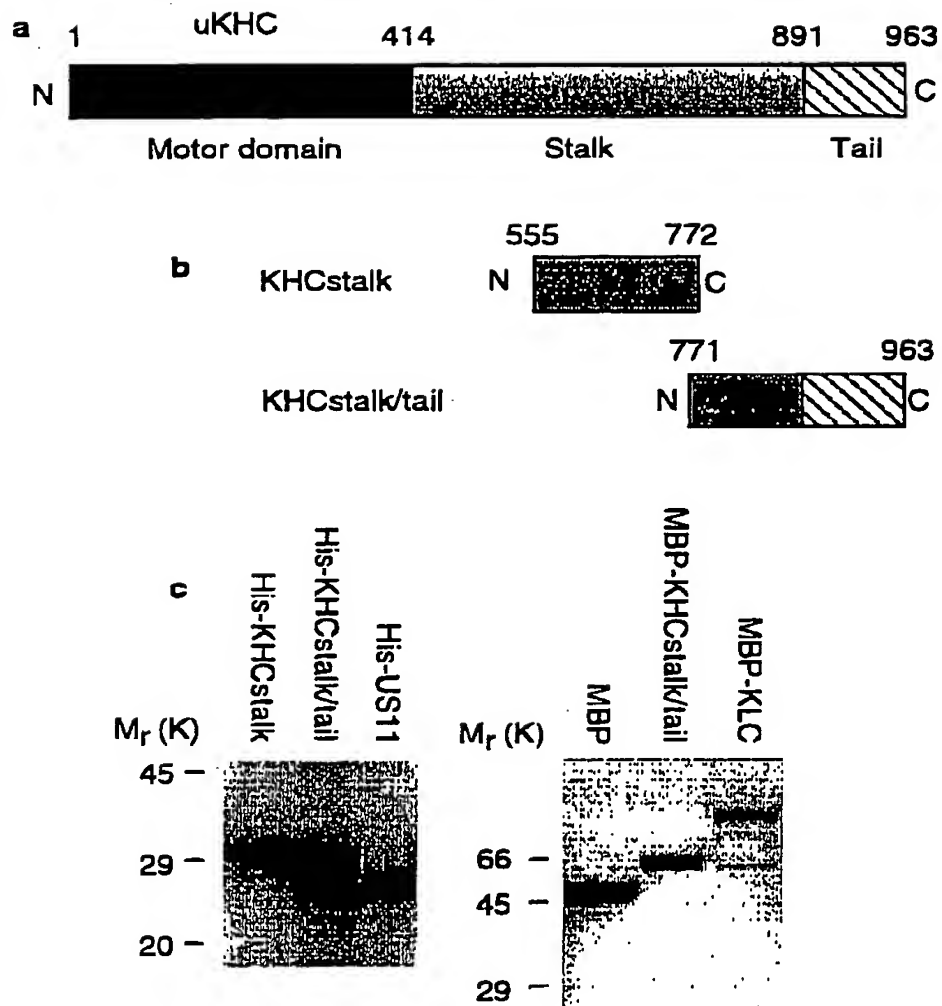 a 1 uKHC 414 891 963
N C
Motor domain Stalk Tail
555 772
b KHCstalk N C
771 963
KHCstalk/tail N C
c
His-KHCstalk
His-KHCstalk/tail
His-US11
Mr (K)
45
29
20
MBP
MBP-KHCstalk/tail
MBP-KLC
Mr (K)
66
45
29